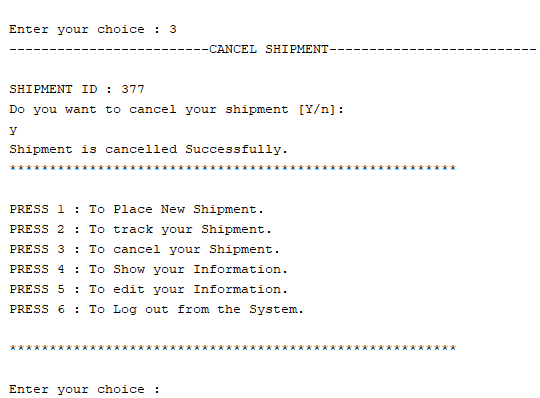 Enter your choice : 3
-------------------------CANCEL SHIPMENT--------------------------
SHIPMENT ID : 377
Do you want to cancel your shipment [Y/n]:
y
Shipment is cancelled Successfully.
********************************************************
PRESS 1 : To Place New Shipment.
PRESS 2 : To track your Shipment.
PRESS 3 : To cancel your Shipment.
PRESS 4 : To Show your Information.
PRESS 5 : To edit your Information.
PRESS 6 : To Log out from the System.
********************************************************
Enter your choice :